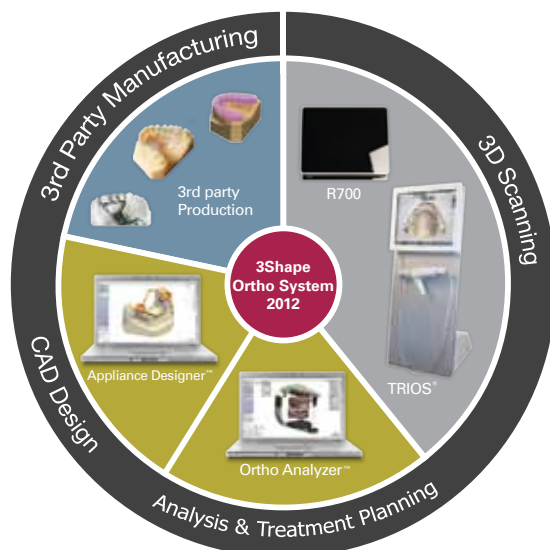 3rd Party Manufacturing
3D Scanning
3rd party
Production
R700
3Shape
Ortho System
2012
Appliance Designer™
TRIOS®
Ortho Analyzer™
CAD Design
Analysis & Treatment Planning